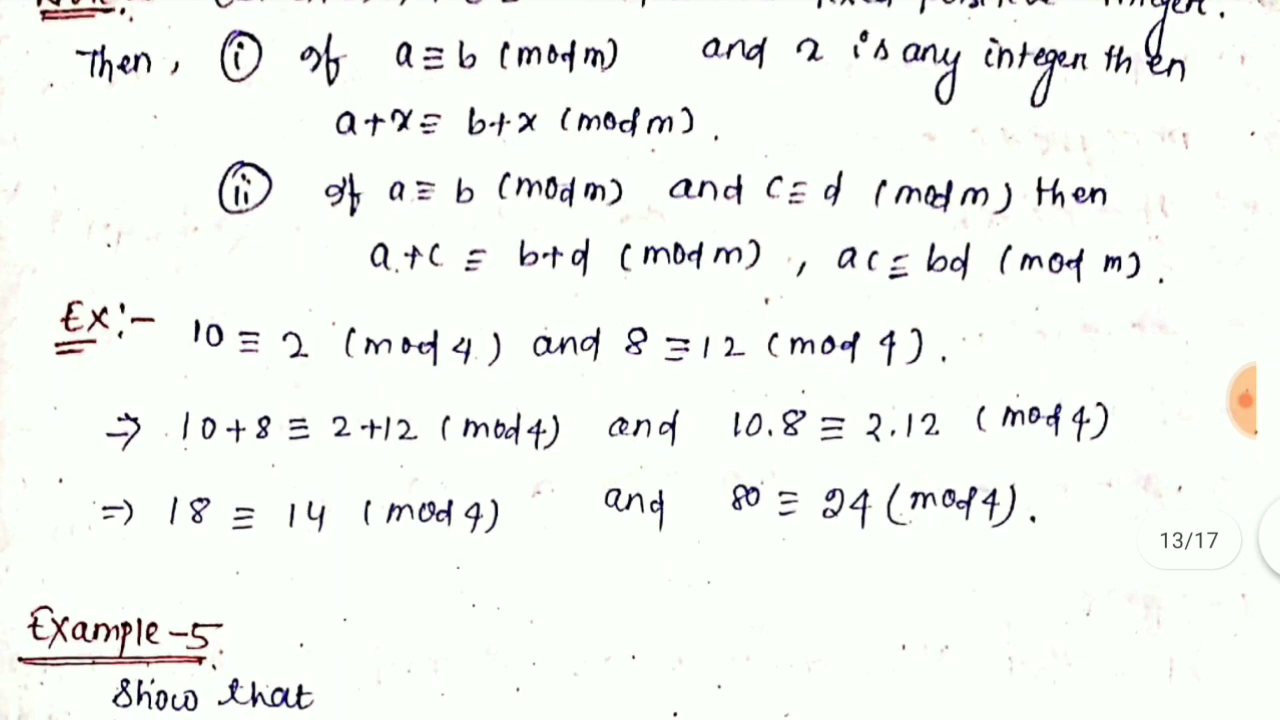 Then, (i) If a ≡ b (mod m) and x is any integer then
a+x ≡ b+x (mod m).
(ii) If a ≡ b (mod m) and c ≡ d (mod m) then
a+c ≡ b+d (mod m), ac ≡ bd (mod m).
Ex:- 10 ≡ 2 (mod 4) and 8 ≡ 12 (mod 4).
⇒ 10+8 ≡ 2+12 (mod 4) and 10.8 ≡ 2.12 (mod 4)
⇒ 18 ≡ 14 (mod 4) and 80 ≡ 24 (mod 4).
13/17
Example-5.
Show that